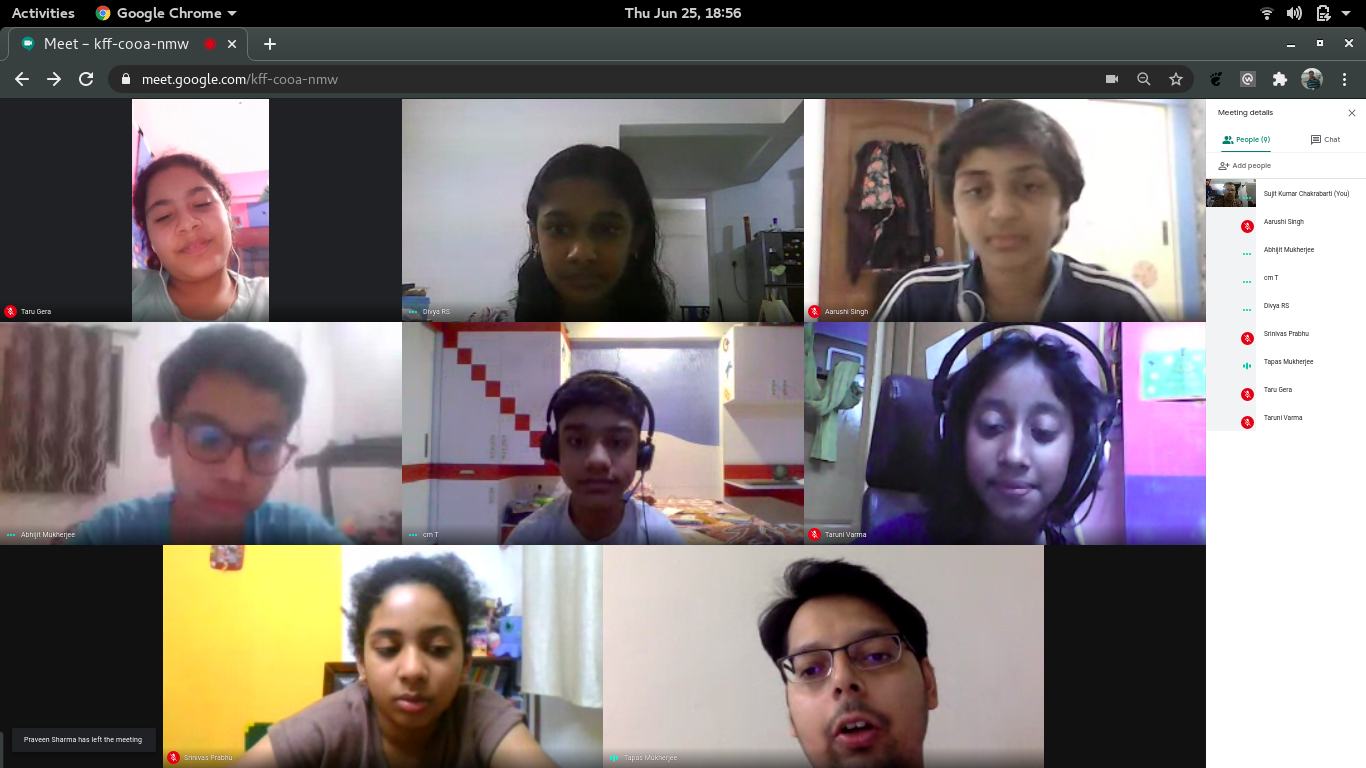 Activities
Google Chrome
Thu Jun 25, 18:56
Meet – kff-cooa-nmw
meet.google.com/kff-cooa-nmw
Meeting details
People (9)
Chat
Add people
Sujit Kumar Chakrabarti (You)
Aarushi Singh
Abhijit Mukherjee
cm T
Divya RS
Srinivas Prabhu
Tapas Mukherjee
Taru Gera
Taruni Varma
Taru Gera
Divya RS
Aarushi Singh
Abhijit Mukherjee
cm T
Taruni Varma
Praveen Sharma has left the meeting
Srinivas Prabhu
Tapas Mukherjee